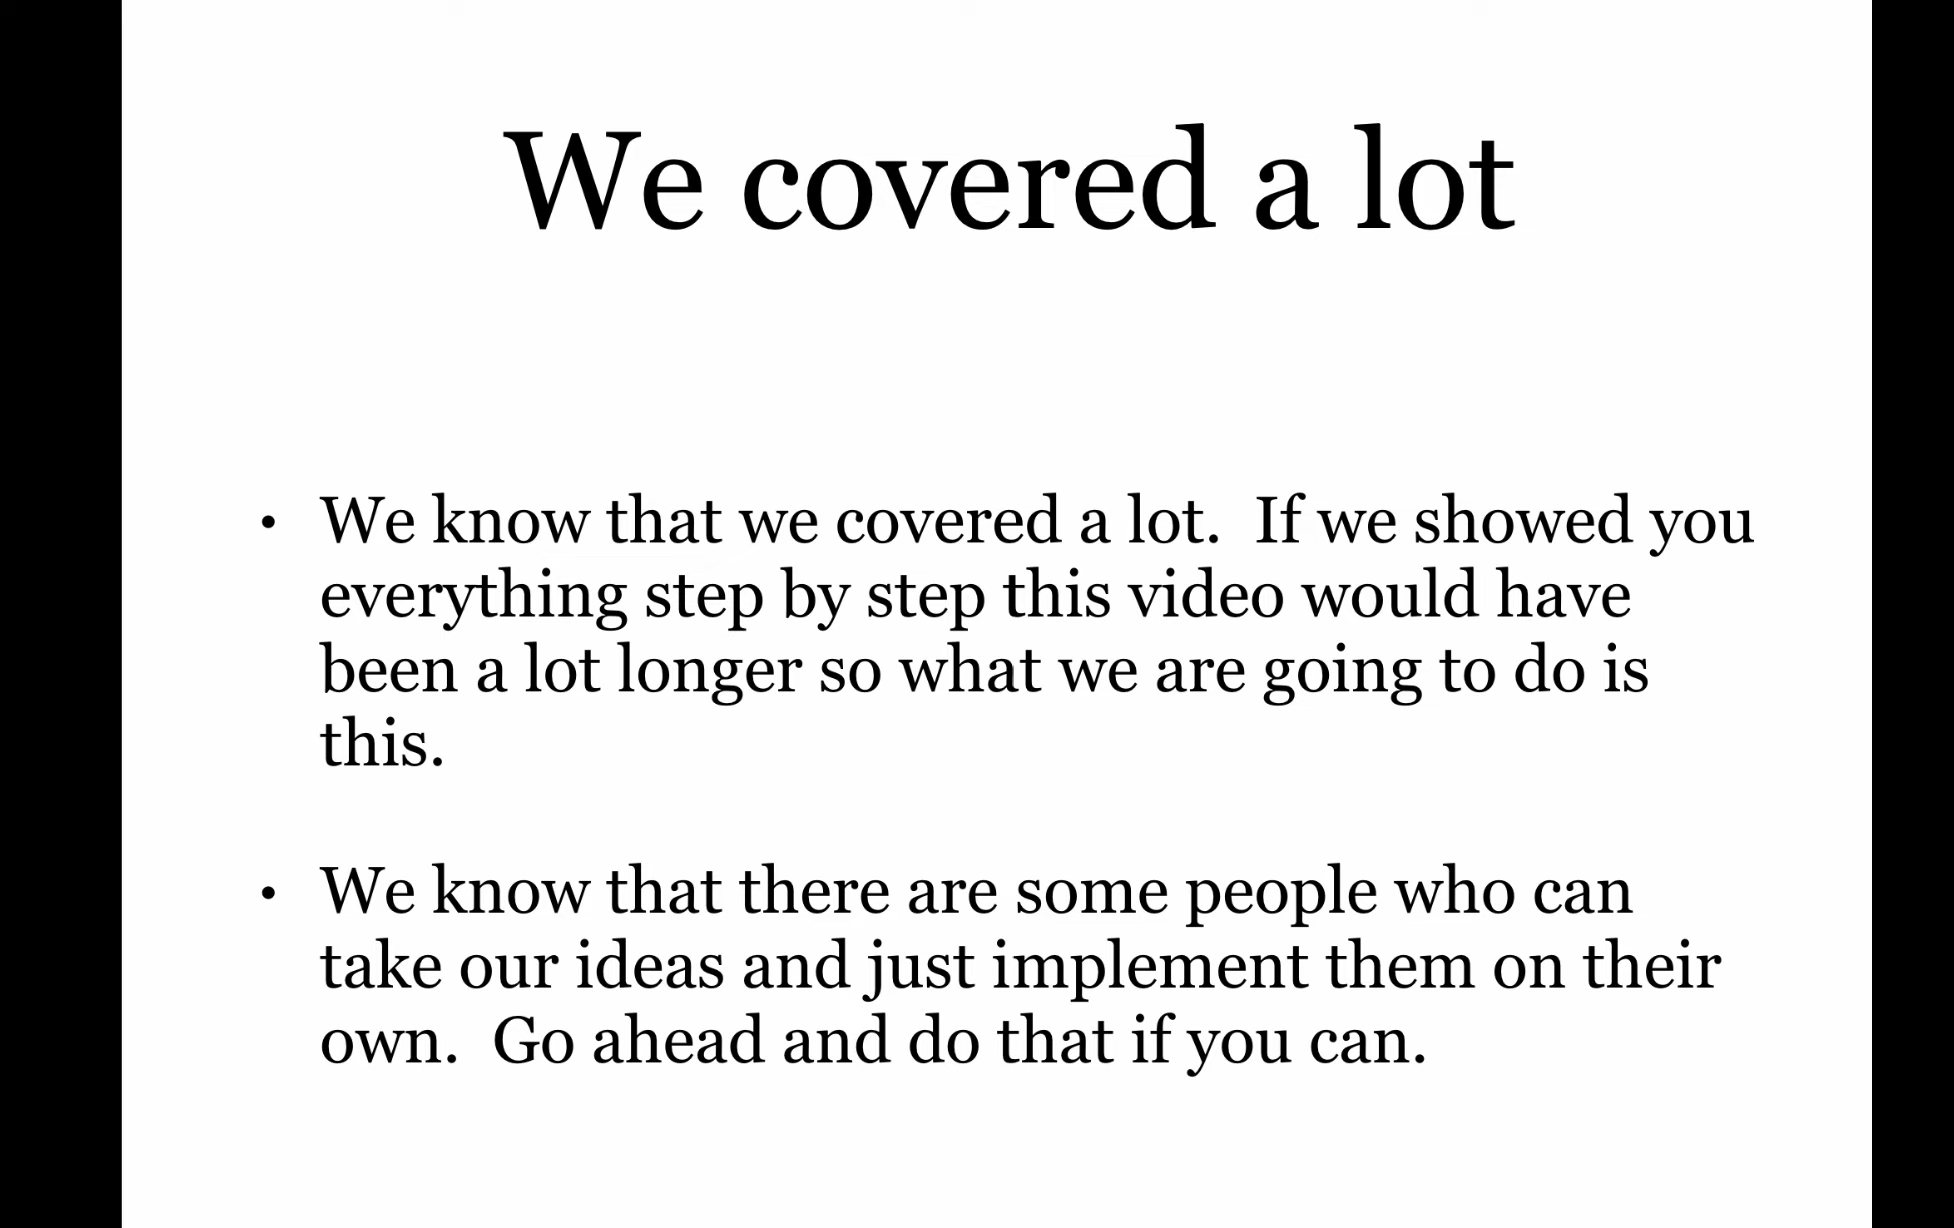 We covered a lot
• We know that we covered a lot.  If we showed you
everything step by step this video would have
been a lot longer so what we are going to do is
this.
• We know that there are some people who can
take our ideas and just implement them on their
own.  Go ahead and do that if you can.